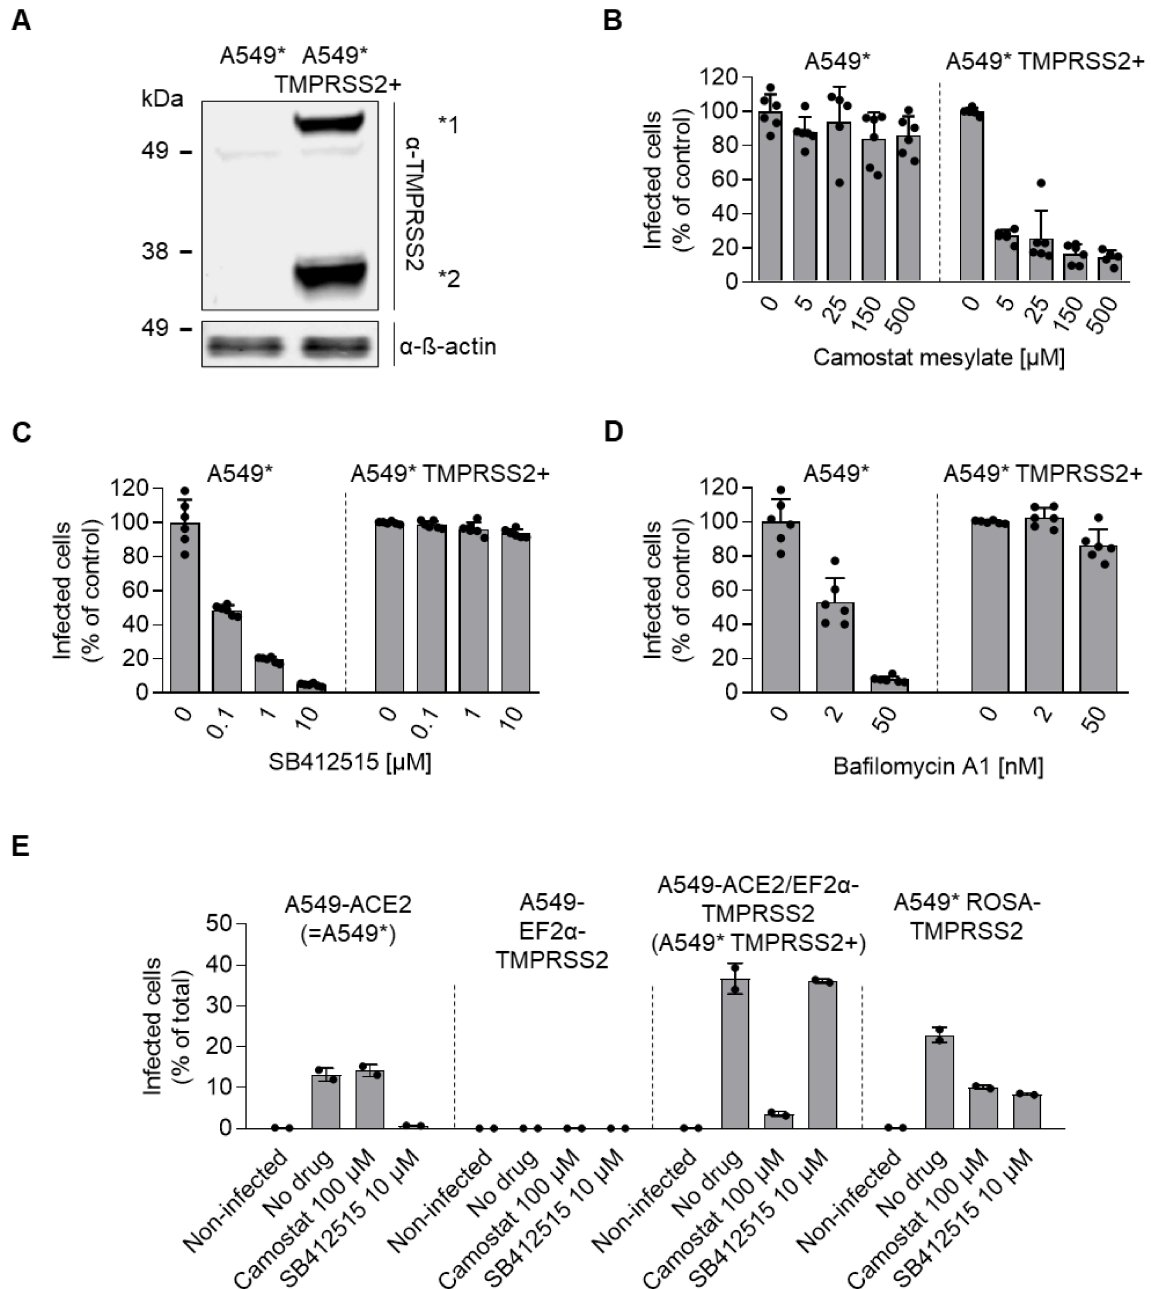 A
A549*
A549*
TMPRSS2+
kDa
49
38
49
*1
*2
α-TMPRSS2
α-ß-actin
B
A549*
A549* TMPRSS2+
Infected cells
(% of control)
120
100
80
60
40
20
0
0
5
25
150
500
0
5
25
150
500
Camostat mesylate [µM]
C
A549*
A549* TMPRSS2+
Infected cells
(% of control)
120
100
80
60
40
20
0
0
0.1
1
10
0
0.1
1
10
SB412515 [µM]
D
A549*
A549* TMPRSS2+
Infected cells
(% of control)
120
100
80
60
40
20
0
0
2
50
0
2
50
Bafilomycin A1 [nM]
E
A549-ACE2
(=A549*)
A549-
EF2α-
TMPRSS2
A549-ACE2/EF2α-
TMPRSS2
(A549* TMPRSS2+)
A549* ROSA-
TMPRSS2
Infected cells
(% of total)
50
40
30
20
10
0
Non-infected
No drug
Camostat 100 µM
SB412515 10 µM
Non-infected
No drug
Camostat 100 µM
SB412515 10 µM
Non-infected
No drug
Camostat 100 µM
SB412515 10 µM
Non-infected
No drug
Camostat 100 µM
SB412515 10 µM